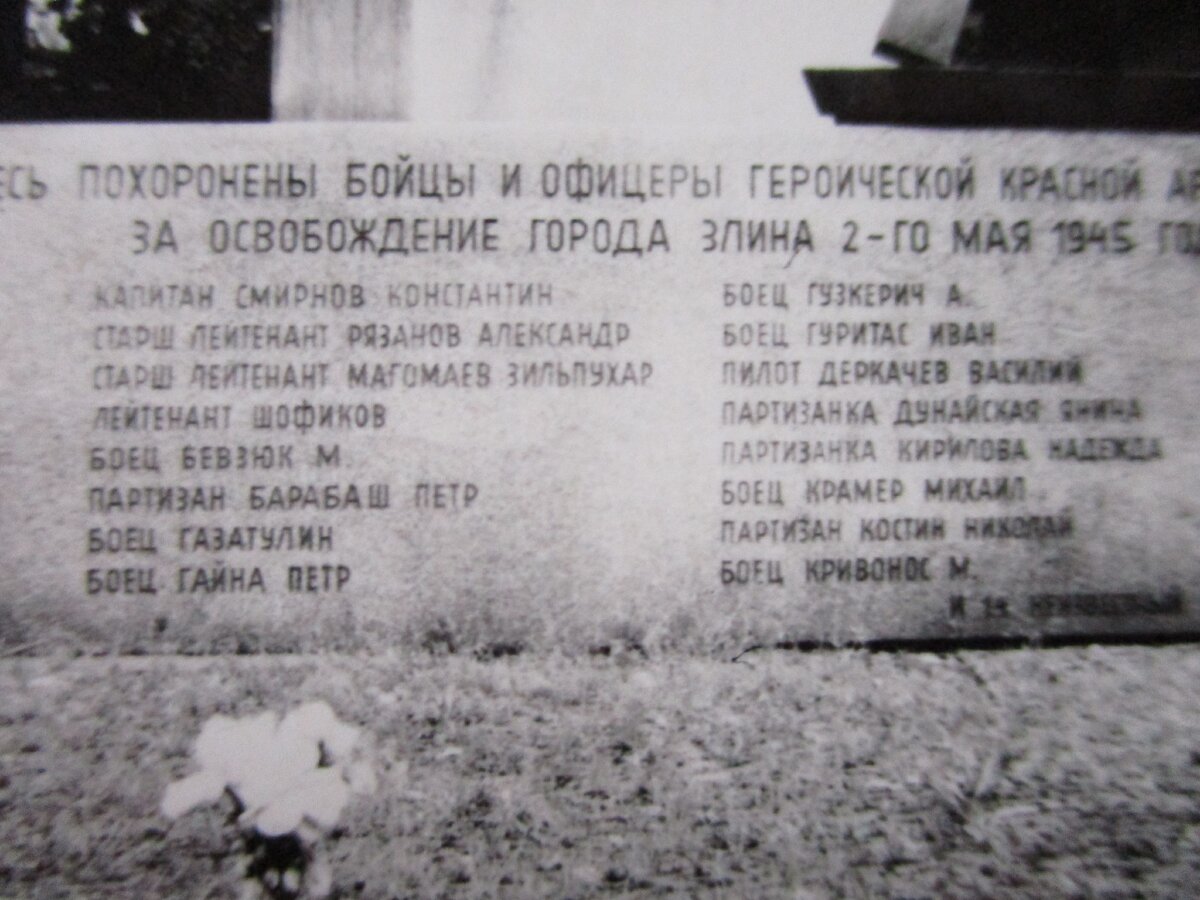 ЕСЬ ПОХОРОНЕНЫ БОЙЦЫ И ОФИЦЕРЫ ГЕРОИЧЕСКОЙ КРАСНОЙ АР
ЗА ОСВОБОЖДЕНИЕ ГОРОДА ЗЛИНА 2-ГО МАЯ 1945 ГОД
КАПИТАН СМИРНОВ КОНСТАНТИН
СТАРШ ЛЕЙТЕНАНТ РЯЗАНОВ АЛЕКСАНДР
СТАРШ ЛЕЙТЕНАНТ МАГОМАЕВ ЗИЛЬПУХАР
ЛЕЙТЕНАНТ ШОФИКОВ
БОЕЦ БЕВЗЮК М.
ПАРТИЗАН БАРАБАШ ПЕТР
БОЕЦ ГАЗАТУЛИН
БОЕЦ ГАЙНА ПЕТР
БОЕЦ ГУЗКЕРИЧ А.
БОЕЦ ГУРИТАС ИВАН
ПИЛОТ ДЕРКАЧЕВ ВАСИЛИЙ
ПАРТИЗАНКА ДУНАЙСКАЯ ЯНИНА
ПАРТИЗАНКА КИРИЛОВА НАДЕЖДА
БОЕЦ КРАМЕР МИХАИЛ
ПАРТИЗАН КОСТИН НИКОЛАЙ
БОЕЦ КРИВОНОС М.
И